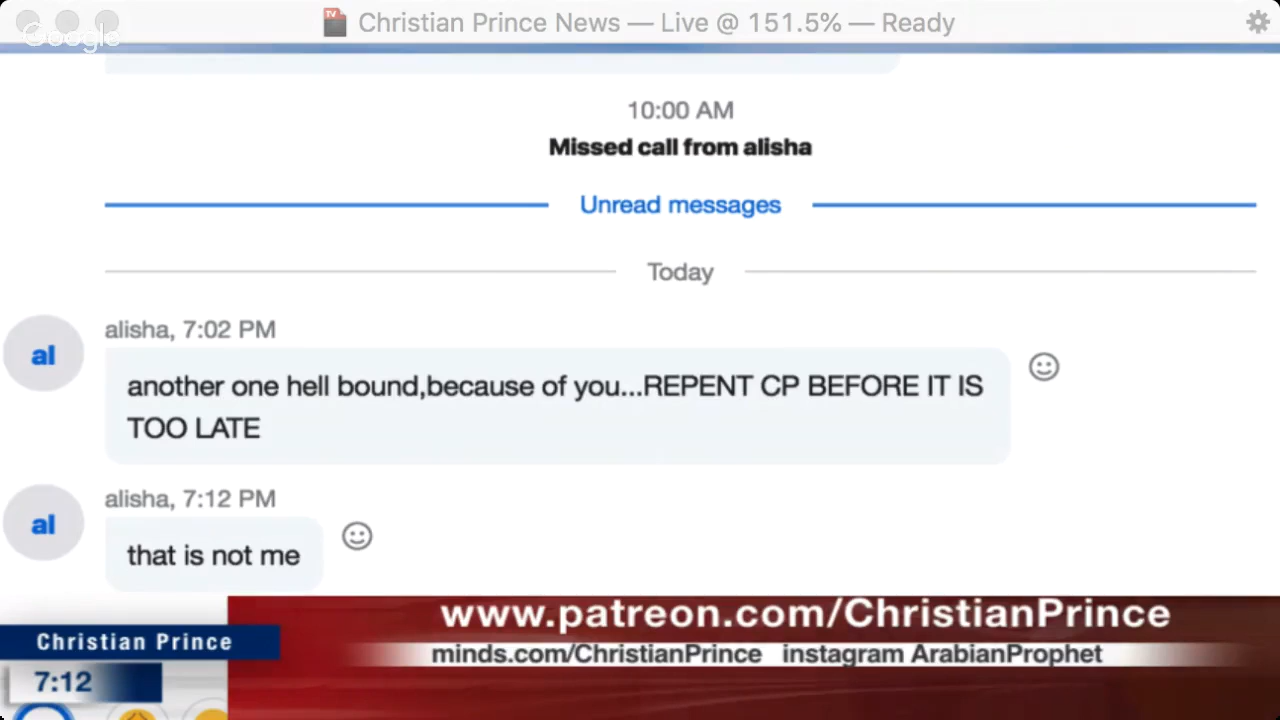 Google
TV
Christian Prince News — Live @ 151.5% — Ready
10:00 AM
Missed call from alisha
Unread messages
Today
al
alisha, 7:02 PM
another one hell bound,because of you...REPENT CP BEFORE IT IS
TOO LATE
al
alisha, 7:12 PM
that is not me
www.patreon.com/ChristianPrince
Christian Prince
minds.com/ChristianPrince instagram ArabianProphet
7:12